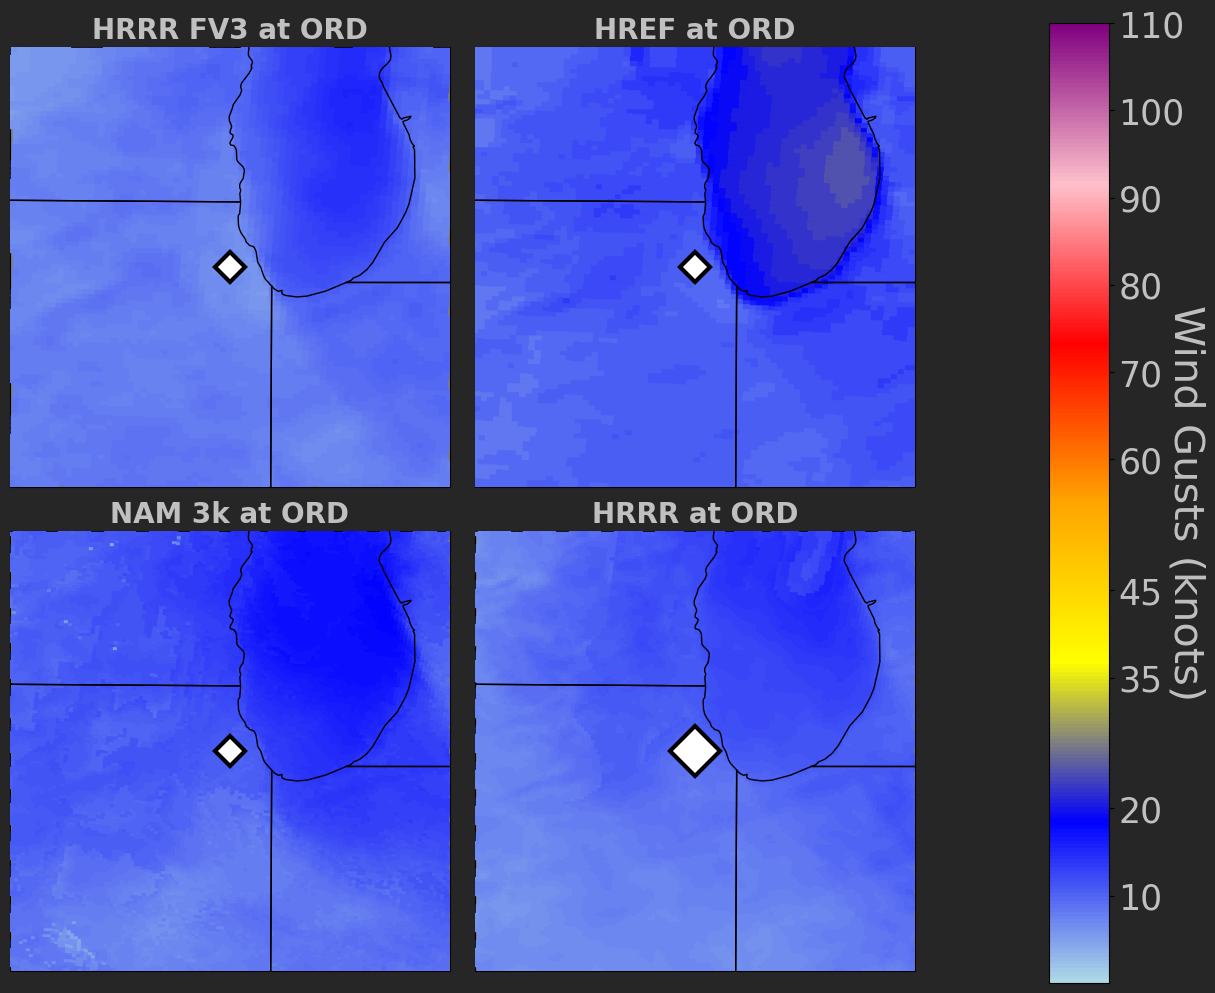 HRRR FV3 at ORD
HREF at ORD
NAM 3k at ORD
HRRR at ORD
110
100
90
80
70
60
45
35
20
10
Wind Gusts (knots)